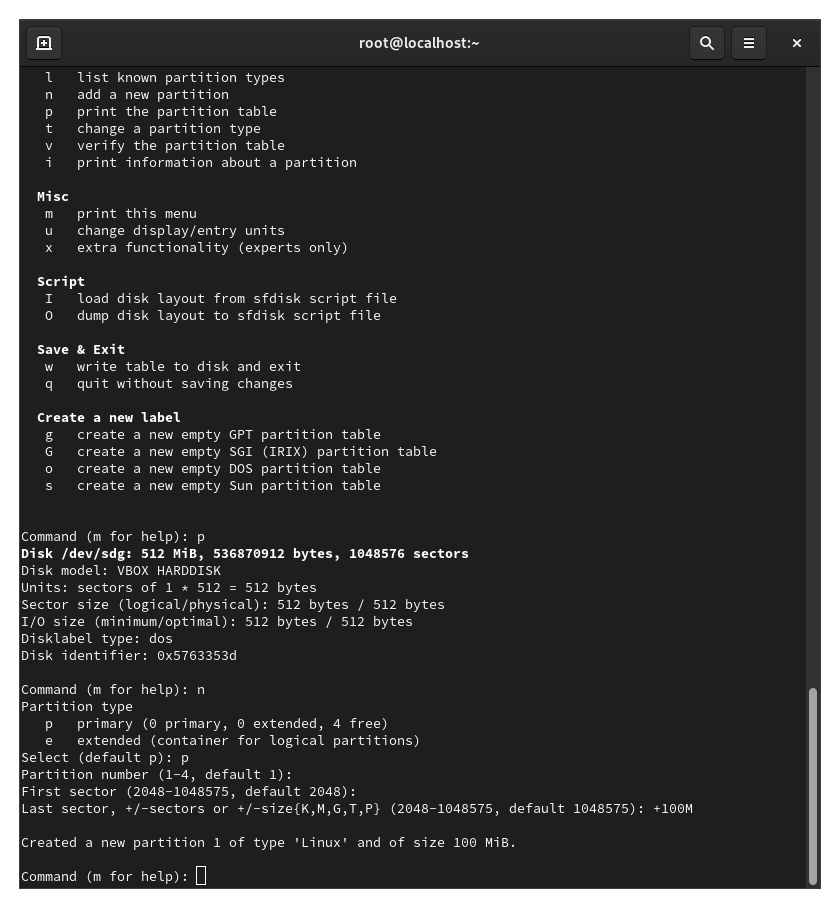 root@localhost:~
l   list known partition types
n   add a new partition
p   print the partition table
t   change a partition type
v   verify the partition table
i   print information about a partition
Misc
m   print this menu
u   change display/entry units
x   extra functionality (experts only)
Script
I   load disk layout from sfdisk script file
O   dump disk layout to sfdisk script file
Save & Exit
w   write table to disk and exit
q   quit without saving changes
Create a new label
g   create a new empty GPT partition table
G   create a new empty SGI (IRIX) partition table
o   create a new empty DOS partition table
s   create a new empty Sun partition table
Command (m for help): p
Disk /dev/sdg: 512 MiB, 536870912 bytes, 1048576 sectors
Disk model: VBOX HARDDISK
Units: sectors of 1 * 512 = 512 bytes
Sector size (logical/physical): 512 bytes / 512 bytes
I/O size (minimum/optimal): 512 bytes / 512 bytes
Disklabel type: dos
Disk identifier: 0x5763353d
Command (m for help): n
Partition type
p   primary (0 primary, 0 extended, 4 free)
e   extended (container for logical partitions)
Select (default p): p
Partition number (1-4, default 1):
First sector (2048-1048575, default 2048):
Last sector, +/-sectors or +/-size{K,M,G,T,P} (2048-1048575, default 1048575): +100M
Created a new partition 1 of type 'Linux' and of size 100 MiB.
Command (m for help):